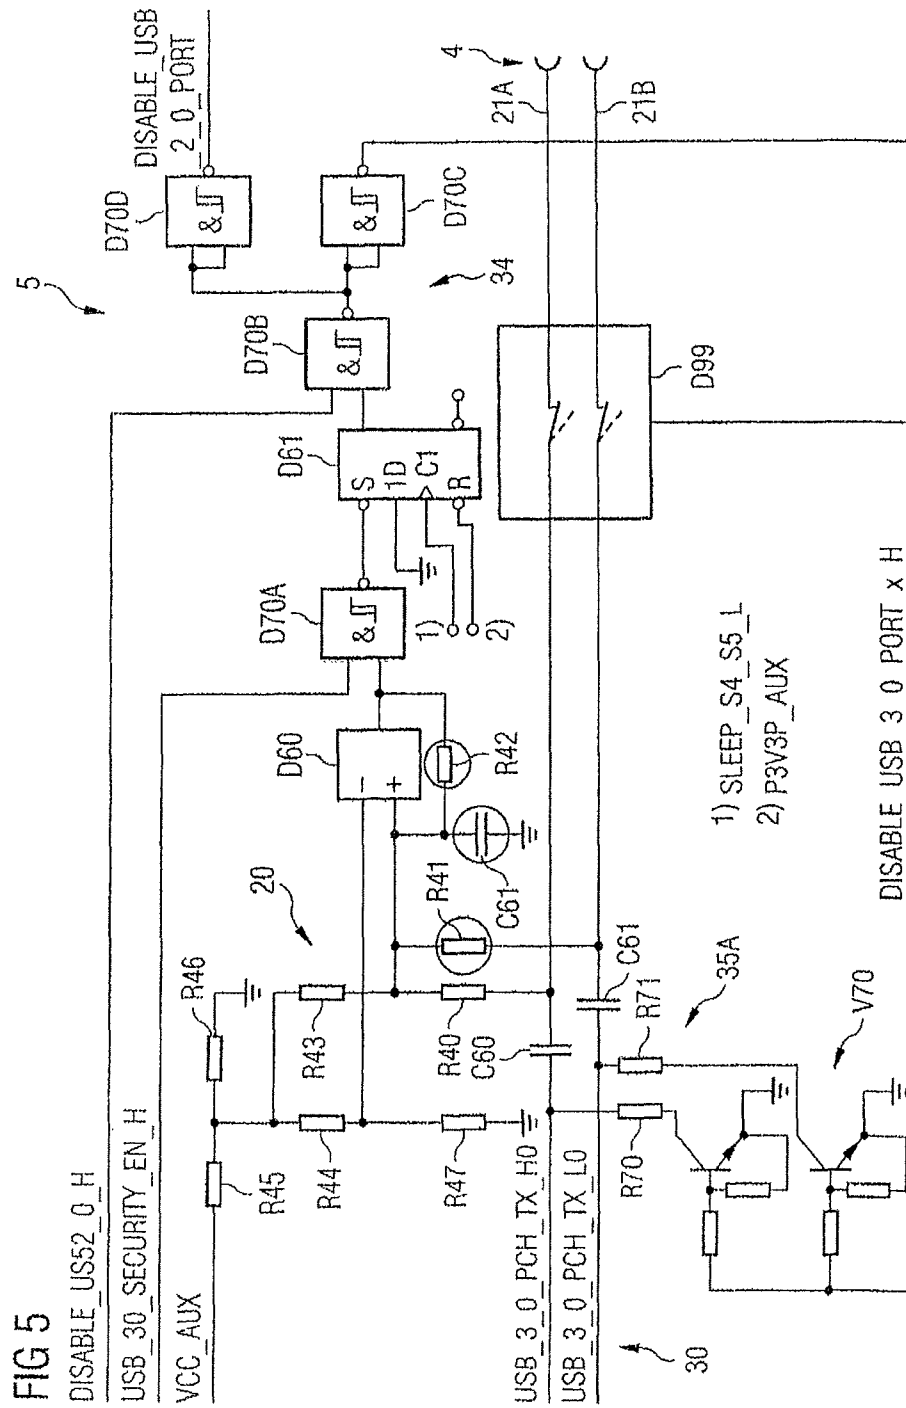 FIG 5
DISABLE_US52_0_H
USB_30_SECURITY_EN_H
VCC_AUX
R45
R46
R44
R43
R47
R40
C60
R41
20
C61
R42
D60
D70A
&
1)
2)
D61
S
1D
C1
R
D70B
&
5
34
D70D
&
D70C
&
DISABLE_USB
_2_0_PORT
4
21A
21B
D99
USB_3_0_PCH_TX_H0
USB_3_0_PCH_TX_L0
30
R70
R71
C61
35A
V70
1) SLEEP_S4_S5_L
2) P3V3P_AUX
DISABLE USB 3 0 PORT x H